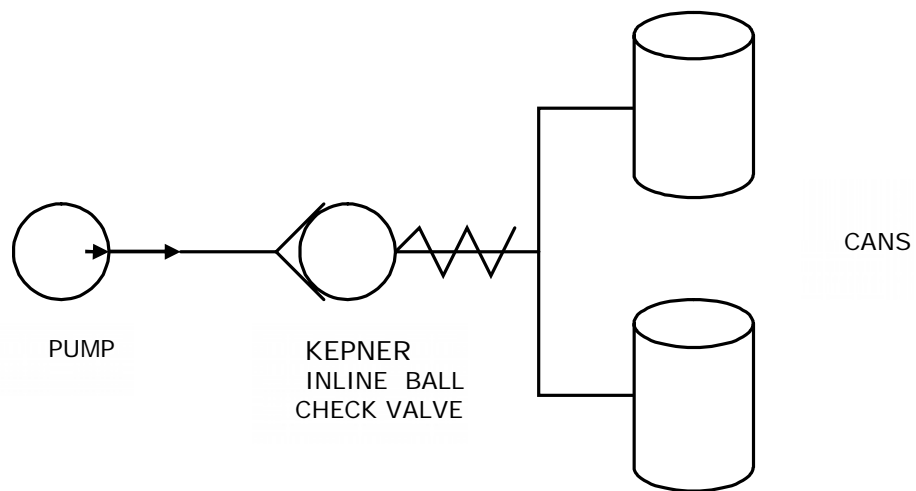 PUMP
KEPNER
INLINE BALL
CHECK VALVE
CANS